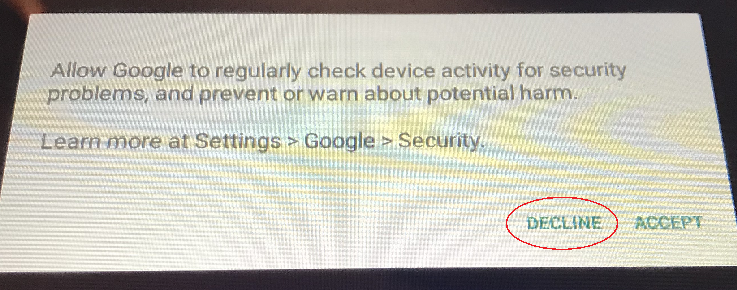 Allow Google to regularly check device activity for security
problems, and prevent or warn about potential harm.
Learn more at Settings > Google > Security.
DECLINE ACCEPT